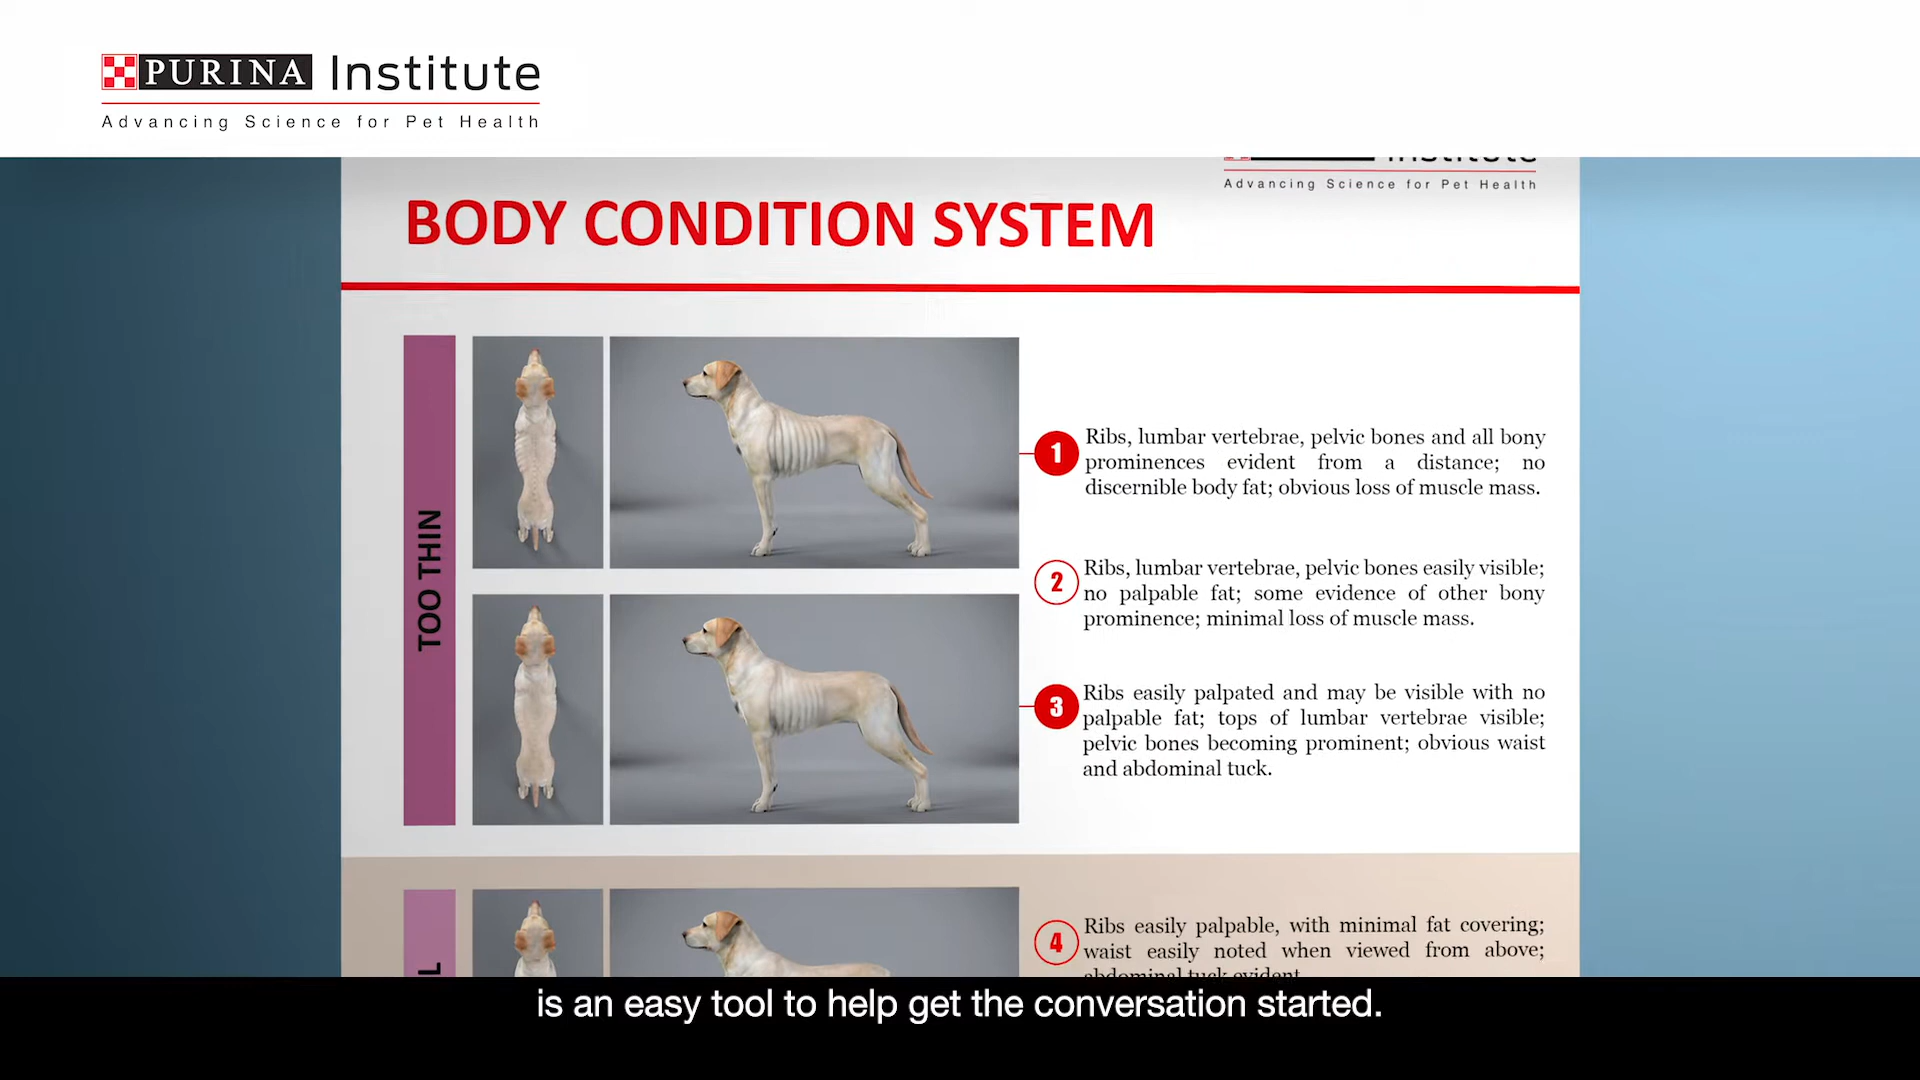 PURINA Institute
Advancing Science for Pet Health
Institute
Advancing Science for Pet Health
BODY CONDITION SYSTEM
TOO THIN
1
Ribs, lumbar vertebrae, pelvic bones and all bony
prominences evident from a distance; no
discernible body fat; obvious loss of muscle mass.
2
Ribs, lumbar vertebrae, pelvic bones easily visible;
no palpable fat; some evidence of other bony
prominence; minimal loss of muscle mass.
3
Ribs easily palpated and may be visible with no
palpable fat; tops of lumbar vertebrae visible;
pelvic bones becoming prominent; obvious waist
and abdominal tuck.
L
4
Ribs easily palpable, with minimal fat covering;
waist easily noted when viewed from above;
abdominal tuck evident
is an easy tool to help get the conversation started.